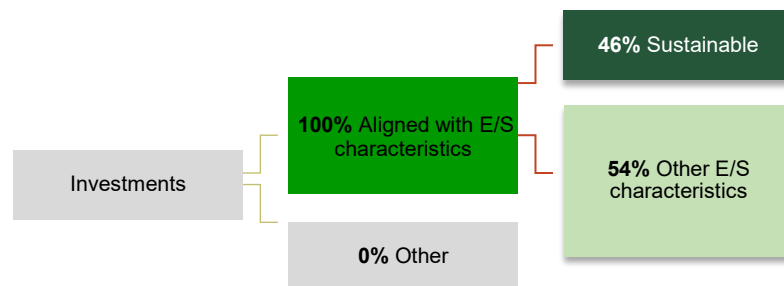 46% Sustainable
100% Aligned with E/S
characteristics
54% Other E/S
characteristics
Investments
0% Other